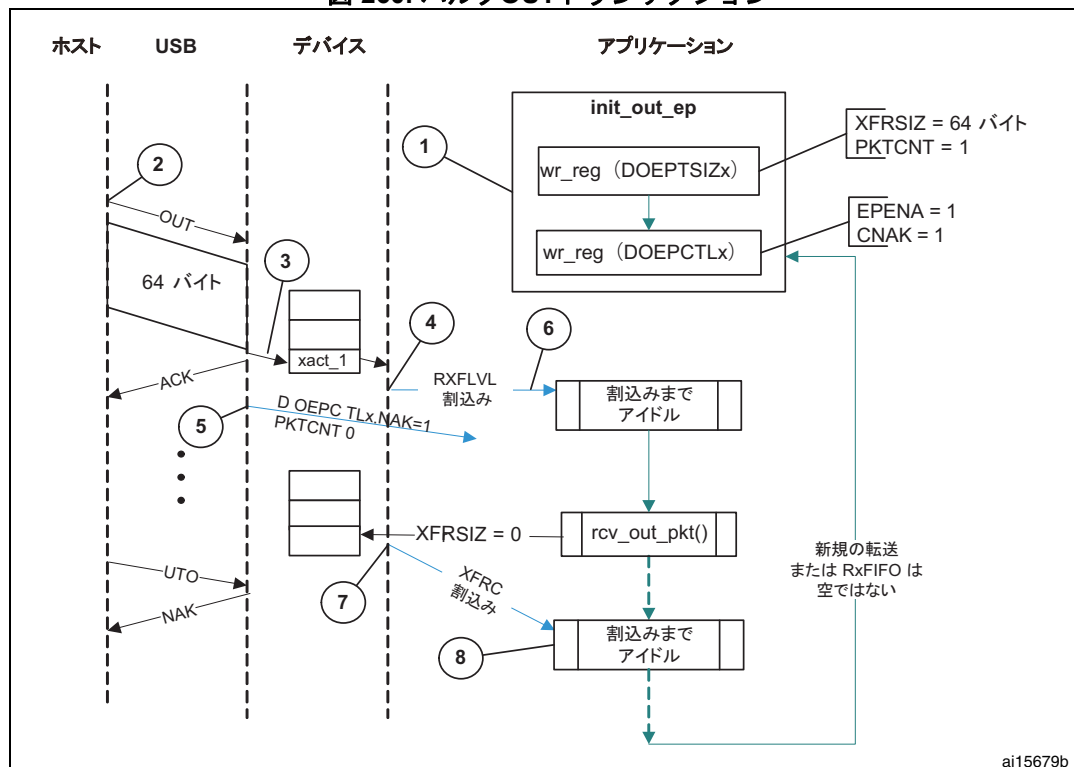 ホスト
USB
デバイス
アプリケーション
init_out_ep
XFRSIZ = 64 バイト
PKTCNT = 1
1
wr_reg（DOEPTSIZx）
2
OUT
EPENA = 1
CNAK = 1
wr_reg（DOEPCTLx）
64 バイト
3
4
6
xact_1
ACK
RXFLVL
割込み
割込みまで
アイドル
5
D OEPC TLx.NAK=1
PKTCNT 0
XFRSIZ = 0
rcv_out_pkt()
新規の転送
または RxFIFO は
空ではない
UTO
NAK
7
XFRC
割込み
8
割込みまで
アイドル
ai15679b